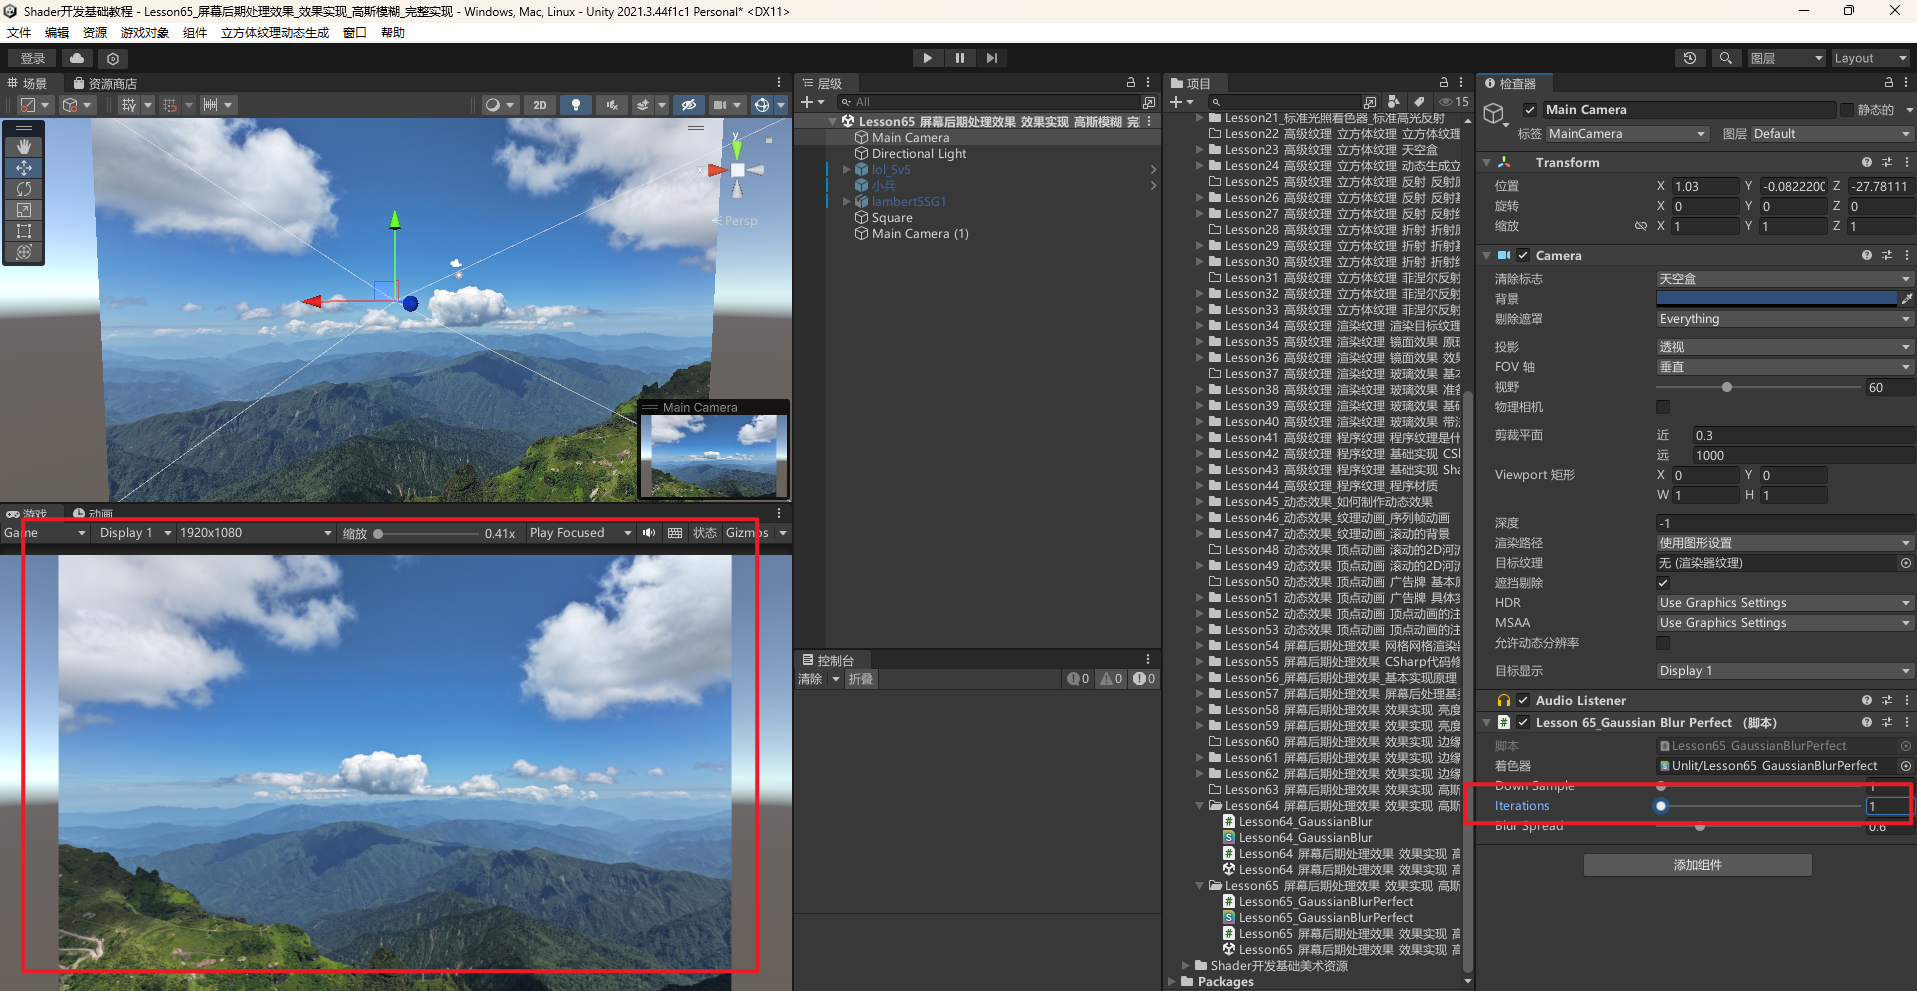 Shader开发基础教程 - Lesson65_屏幕后期处理效果_效果实现_高斯模糊_完整实现 - Windows, Mac, Linux - Unity 2021.3.44f1c1 Personal* <DX11>
文件 编辑 资源 游戏对象 组件 立方体纹理动态生成 窗口 帮助
登录
图层 Layout
场景 资源商店
2D
y
x
Persp
Main Camera
游戏 动画
Game Display 1 1920x1080 缩放 0.41x Play Focused 状态 Gizmos
层级
All
Lesson65 屏幕后期处理效果 效果实现 高斯模糊 完
Main Camera
Directional Light
lol_5v5
小兵
lambert5SG1
Square
Main Camera (1)
控制台
清除 折叠 0 0 0
项目
15
Lesson21_标准光照着色器_标准高光反射
Lesson22 高级纹理 立方体纹理 立方体纹理
Lesson23 高级纹理 立方体纹理 天空盒
Lesson24 高级纹理 立方体纹理 动态生成立
Lesson25 高级纹理 立方体纹理 反射 反射
Lesson26 高级纹理 立方体纹理 反射 反射
Lesson27 高级纹理 立方体纹理 反射 反射
Lesson28 高级纹理 立方体纹理 折射 折射
Lesson29 高级纹理 立方体纹理 折射 折射
Lesson30 高级纹理 立方体纹理 折射 折射
Lesson31 高级纹理 立方体纹理 菲涅尔反射
Lesson32 高级纹理 立方体纹理 菲涅尔反射
Lesson33 高级纹理 立方体纹理 菲涅尔反射
Lesson34 高级纹理 渲染纹理 渲染目标纹理
Lesson35 高级纹理 渲染纹理 镜面效果 原
Lesson36 高级纹理 渲染纹理 镜面效果 效
Lesson37 高级纹理 渲染纹理 玻璃效果 基
Lesson38 高级纹理 渲染纹理 玻璃效果 准
Lesson39 高级纹理 渲染纹理 玻璃效果 基
Lesson40 高级纹理 渲染纹理 玻璃效果 带
Lesson41 高级纹理 程序纹理 程序纹理是什
Lesson42 高级纹理 程序纹理 基础实现 CS
Lesson43 高级纹理 程序纹理 基础实现 Sha
Lesson44_高级纹理_程序纹理_程序材质
Lesson45_动态效果_如何制作动态效果
Lesson46_动态效果_纹理动画_序列帧动画
Lesson47_动态效果_纹理动画_滚动的背景
Lesson48 动态效果 顶点动画 滚动的2D河
Lesson49 动态效果 顶点动画 滚动的2D河
Lesson50 动态效果 顶点动画 广告牌 基本
Lesson51 动态效果 顶点动画 广告牌 具体
Lesson52 动态效果 顶点动画 顶点动画的注
Lesson53 动态效果 顶点动画 顶点动画的注
Lesson54 屏幕后期处理效果 网格网格渲染
Lesson55 屏幕后期处理效果 CSharp代码修
Lesson56_屏幕后期处理效果_基本实现原理
Lesson57 屏幕后期处理效果 屏幕后处理基
Lesson58 屏幕后期处理效果 效果实现 亮
Lesson59 屏幕后期处理效果 效果实现 亮
Lesson60 屏幕后期处理效果 效果实现 边缘
Lesson61 屏幕后期处理效果 效果实现 边缘
Lesson62 屏幕后期处理效果 效果实现 边缘
Lesson63 屏幕后期处理效果 效果实现 高斯
Lesson64 屏幕后期处理效果 效果实现 高斯
Lesson64_GaussianBlur
Lesson64_GaussianBlur
Lesson64 屏幕后期处理效果 效果实现 高
Lesson64 屏幕后期处理效果 效果实现 高
Lesson65 屏幕后期处理效果 效果实现 高斯
Lesson65_GaussianBlurPerfect
Lesson65_GaussianBlurPerfect
Lesson65 屏幕后期处理效果 效果实现 高
Lesson65 屏幕后期处理效果 效果实现 高
Shader开发基础美术资源
Packages
检查器
Main Camera 静态的
标签 MainCamera 图层 Default
Transform
位置 X 1.03 Y -0.082220 Z -27.78111
旋转 X 0 Y 0 Z 0
缩放 X 1 Y 1 Z 1
Camera
清除标志 天空盒
背景
剔除遮罩 Everything
投影 透视
FOV 轴 垂直
视野 60
物理相机
剪裁平面 近 0.3
远 1000
Viewport 矩形 X 0 Y 0
W 1 H 1
深度 -1
渲染路径 使用图形设置
目标纹理 无 (渲染器纹理)
遮挡剔除
HDR Use Graphics Settings
MSAA Use Graphics Settings
允许动态分辨率
目标显示 Display 1
Audio Listener
Lesson 65_Gaussian Blur Perfect （脚本）
脚本 Lesson65 GaussianBlurPerfect
着色器 Unlit/Lesson65 GaussianBlurPerfect
Down Sample 1
Iterations 1
Blur Spread 0.6
添加组件